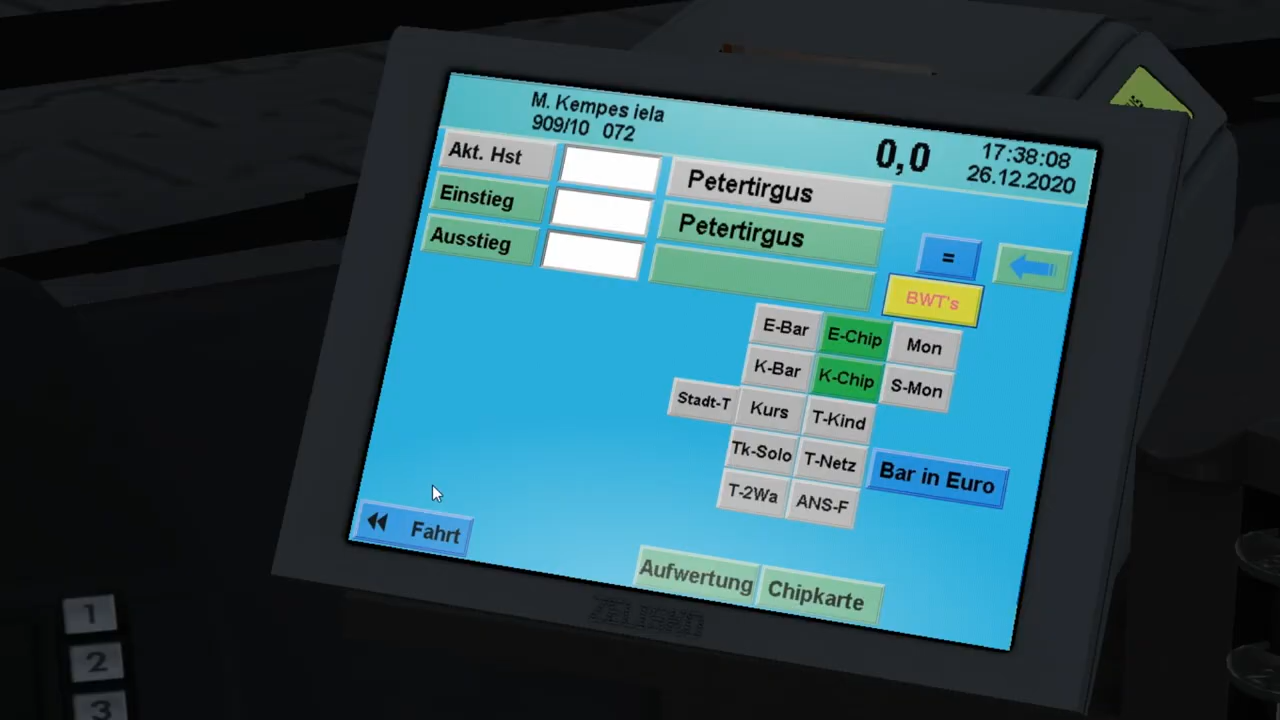 M. Kempes iela
909/10 072
0,0
17:38:08
26.12.2020
Akt. Hst
Petertirgus
Einstieg
Petertirgus
Ausstieg
=
BWT's
E-Bar E-Chip Mon
K-Bar K-Chip S-Mon
Stadt-T Kurs T-Kind
Tk-Solo T-Netz
Bar in Euro
T-2Wa ANS-F
Fahrt
Aufwertung Chipkarte
1
2
3